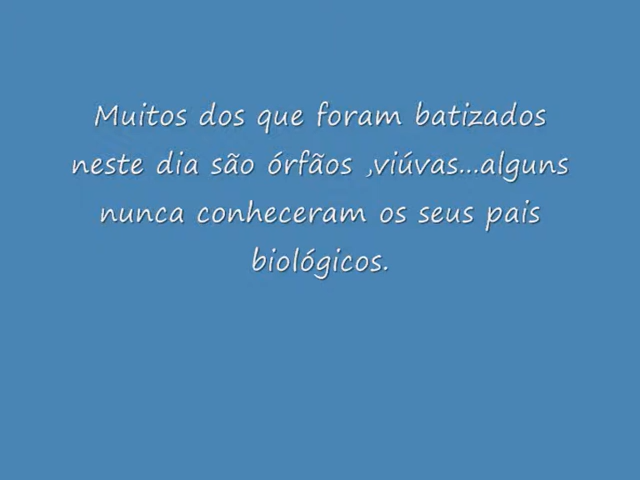 Muitos dos que foram batizados
neste dia são órfãos ,viúvas...alguns
nunca conheceram os seus pais
biológicos.